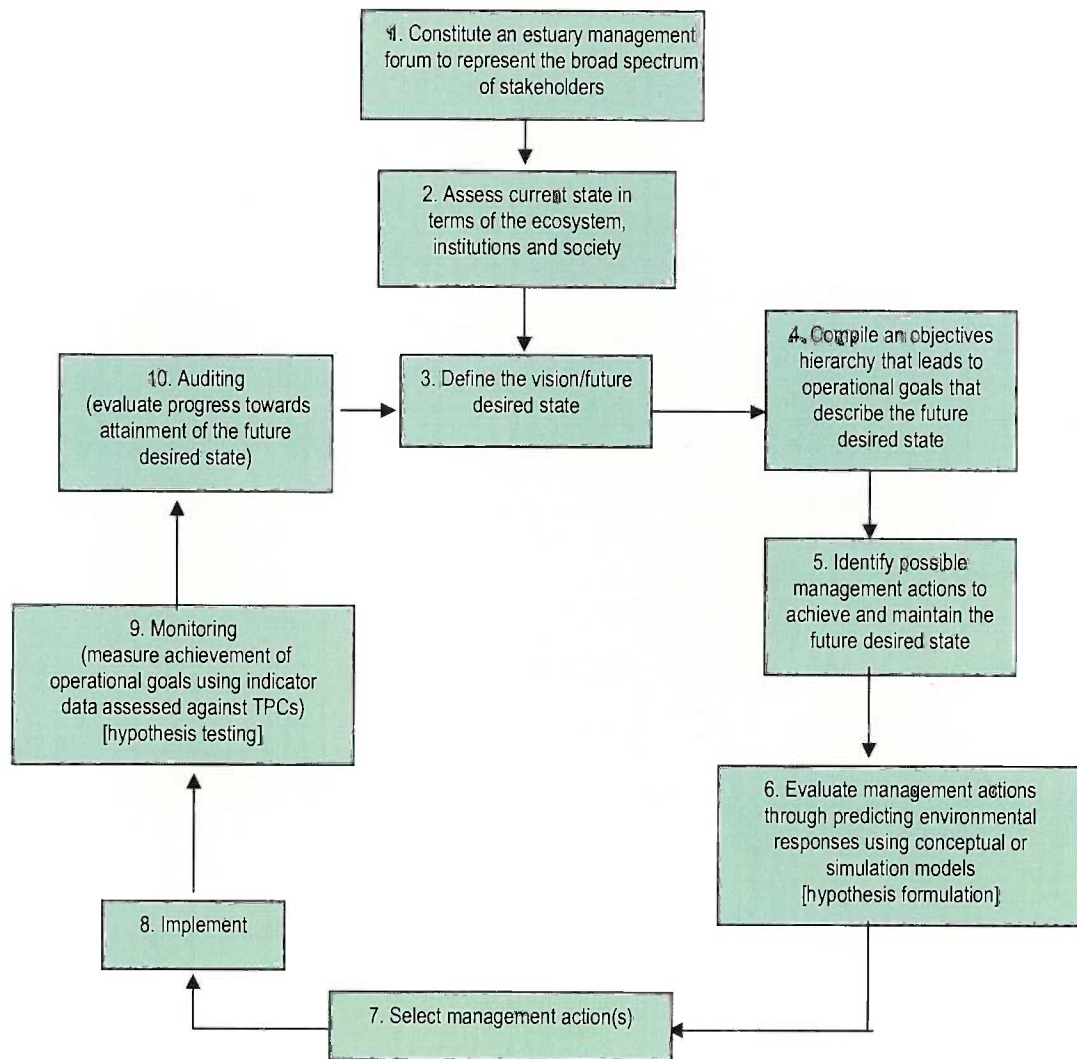 1. Constitute an estuary management
forum to represent the broad spectrum
of stakeholders
2. Assess current state in
terms of the ecosystem,
institutions and society
3. Define the vision/future
desired state
4. Compile an objectives
hierarchy that leads to
operational goals that
describe the future
desired state
5. Identify possible
management actions to
achieve and maintain the
future desired state
6. Evaluate management actions
through predicting environmental
responses using conceptual or
simulation models
[hypothesis formulation]
7. Select management action(s)
8. Implement
9. Monitoring
(measure achievement of
operational goals using indicator
data assessed against TPCs)
[hypothesis testing]
10. Auditing
(evaluate progress towards
attainment of the future
desired state)